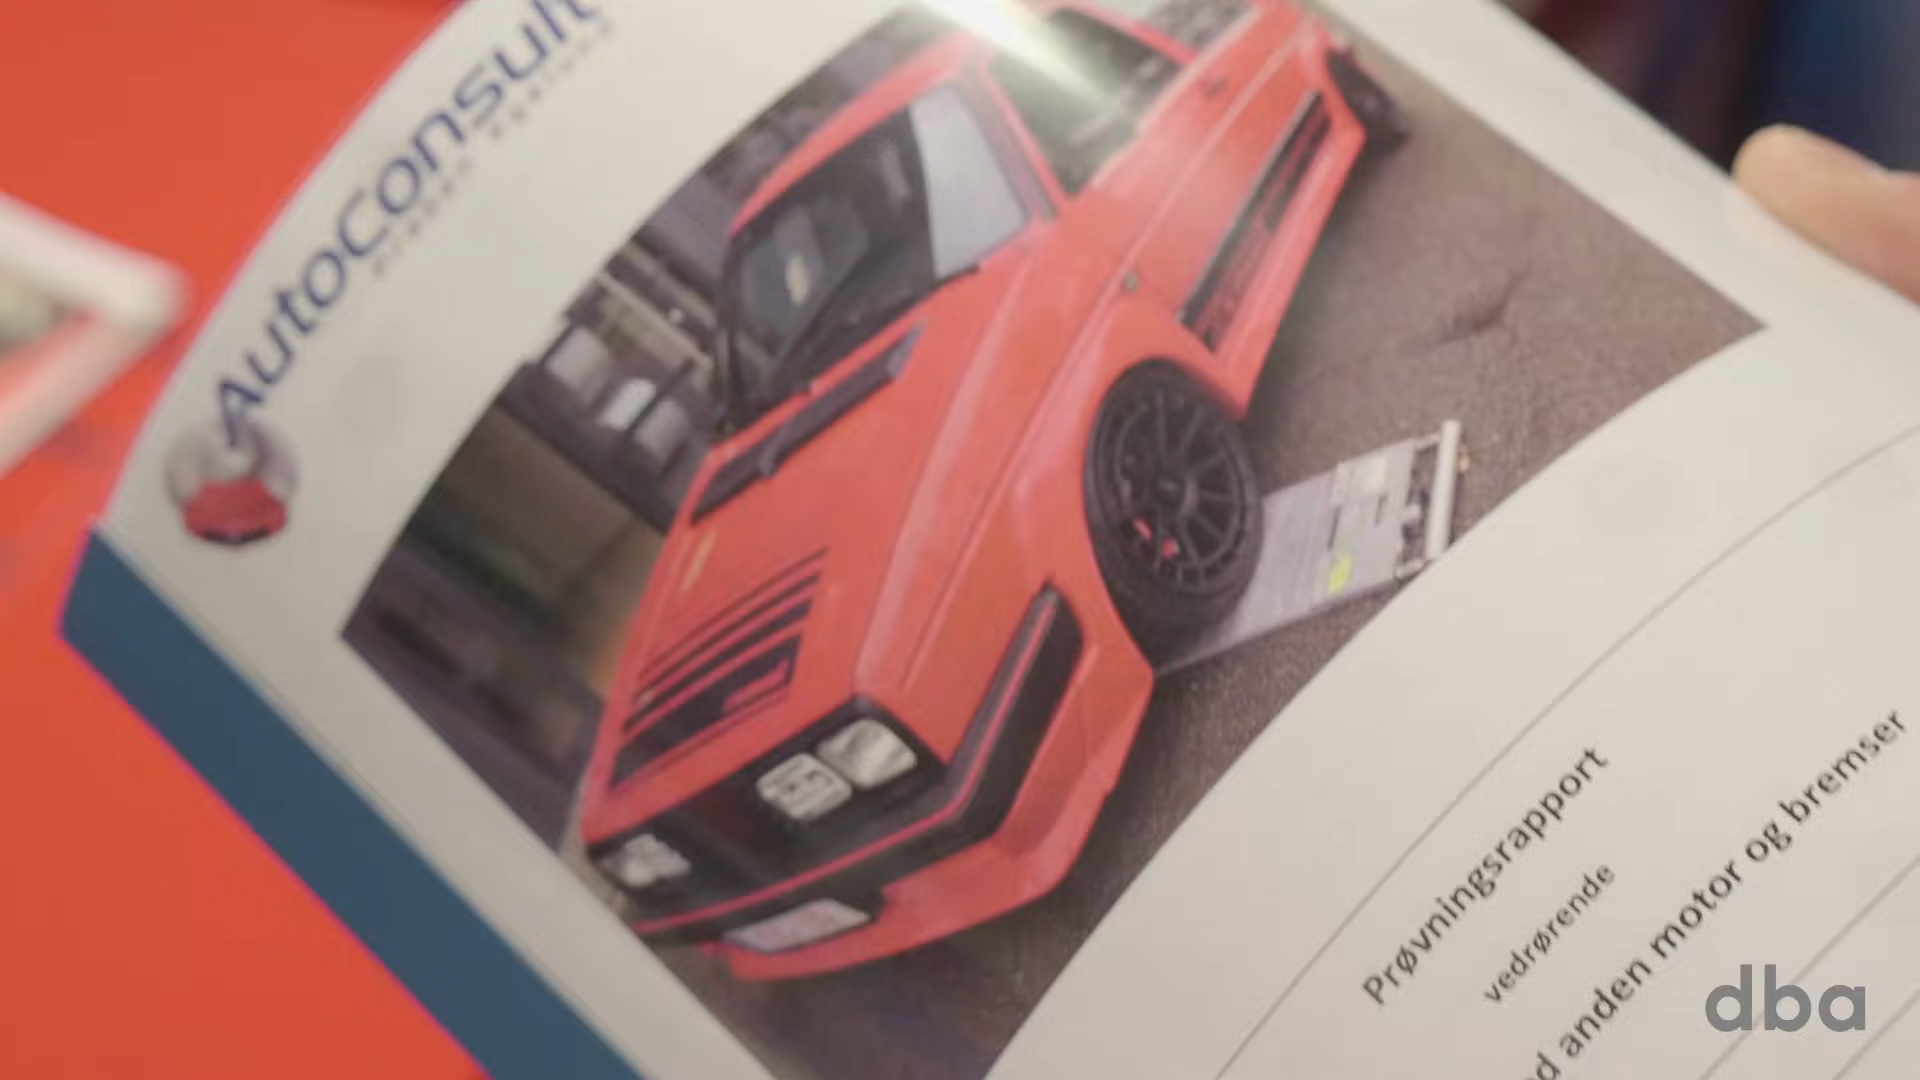 AutoConsult
Prøvningsrapport
vedrørende
anden motor og bremser
dba